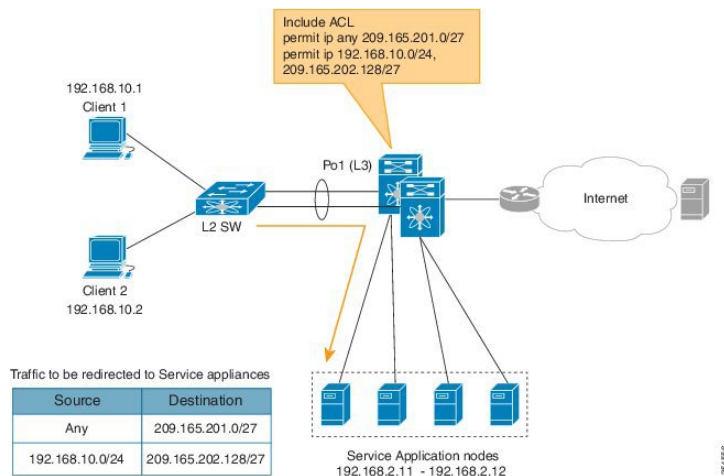 Include ACL
permit ip any 209.165.201.0/27
permit ip 192.168.10.0/24,
209.165.202.128/27
192.168.10.1
Client 1
Po1 (L3)
Internet
L2 SW
Client 2
192.168.10.2
Traffic to be redirected to Service appliances
Source Destination
Any 209.165.201.0/27
192.168.10.0/24 209.165.202.128/27
Service Application nodes
192.168.2.11 - 192.168.2.12